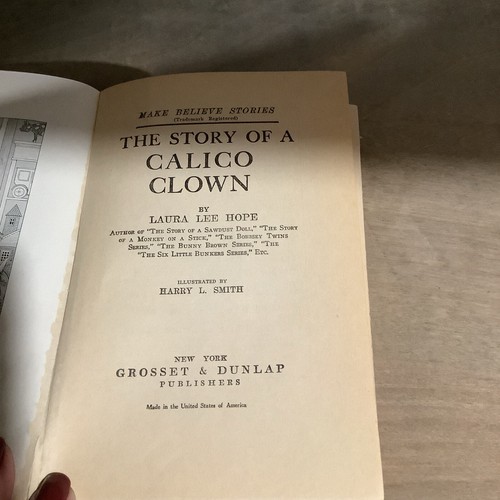 MAKE BELIEVE STORIES
(Trademark Registered)
THE STORY OF A
CALICO
CLOWN
BY
LAURA LEE HOPE
AUTHOR OF "THE STORY OF A SAWDUST DOLL," "THE STORY
OF A MONKEY ON A STICK," "THE BOBBSEY TWINS
SERIES," "THE BUNNY BROWN SERIES," "THE
"THE SIX LITTLE BUNKERS SERIES," ETC.
ILLUSTRATED BY
HARRY L. SMITH
NEW YORK
GROSSET & DUNLAP
PUBLISHERS
Made in the United States of America